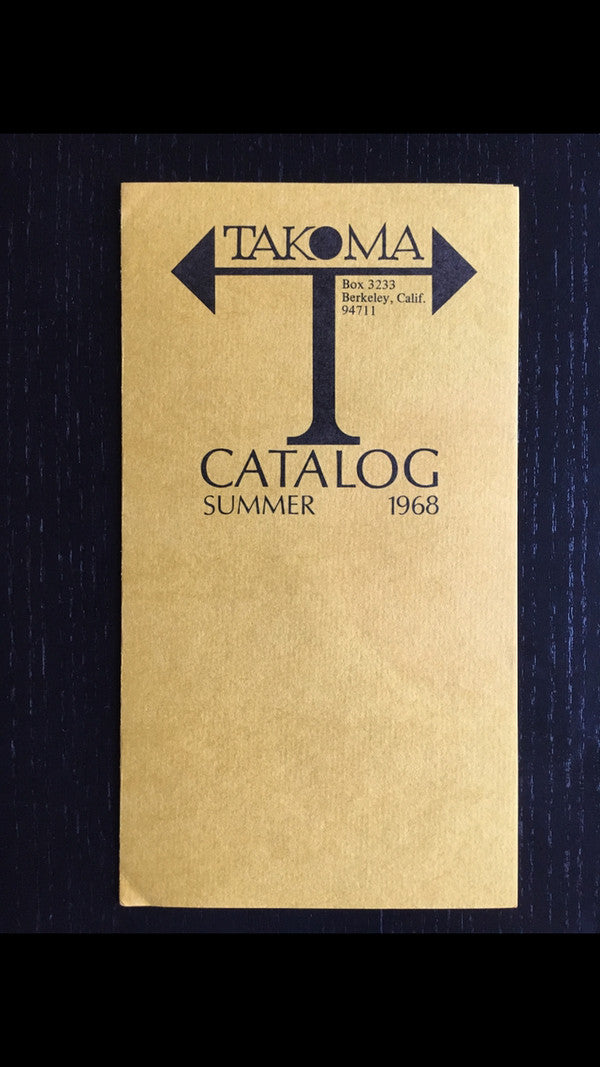 TAKOMA
Box 3233
Berkeley, Calif.
94711
CATALOG
SUMMER 1968